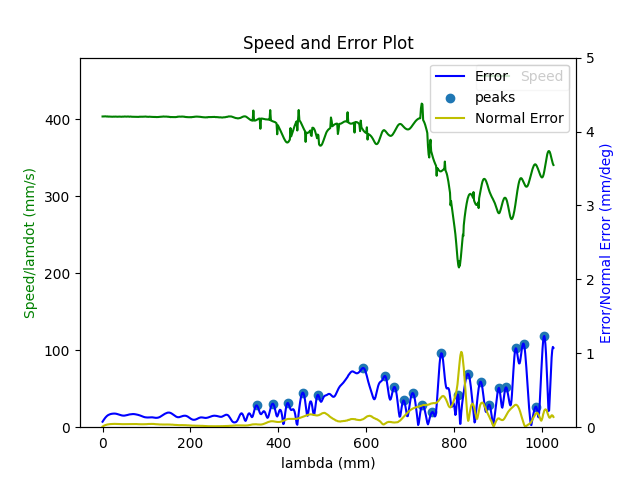 Speed and Error Plot
Error
Speed
peaks
Normal Error
Speed/lamdot (mm/s)
400
300
200
100
0
Error/Normal Error (mm/deg)
5
4
3
2
1
0
0 200 400 600 800 1000
lambda (mm)